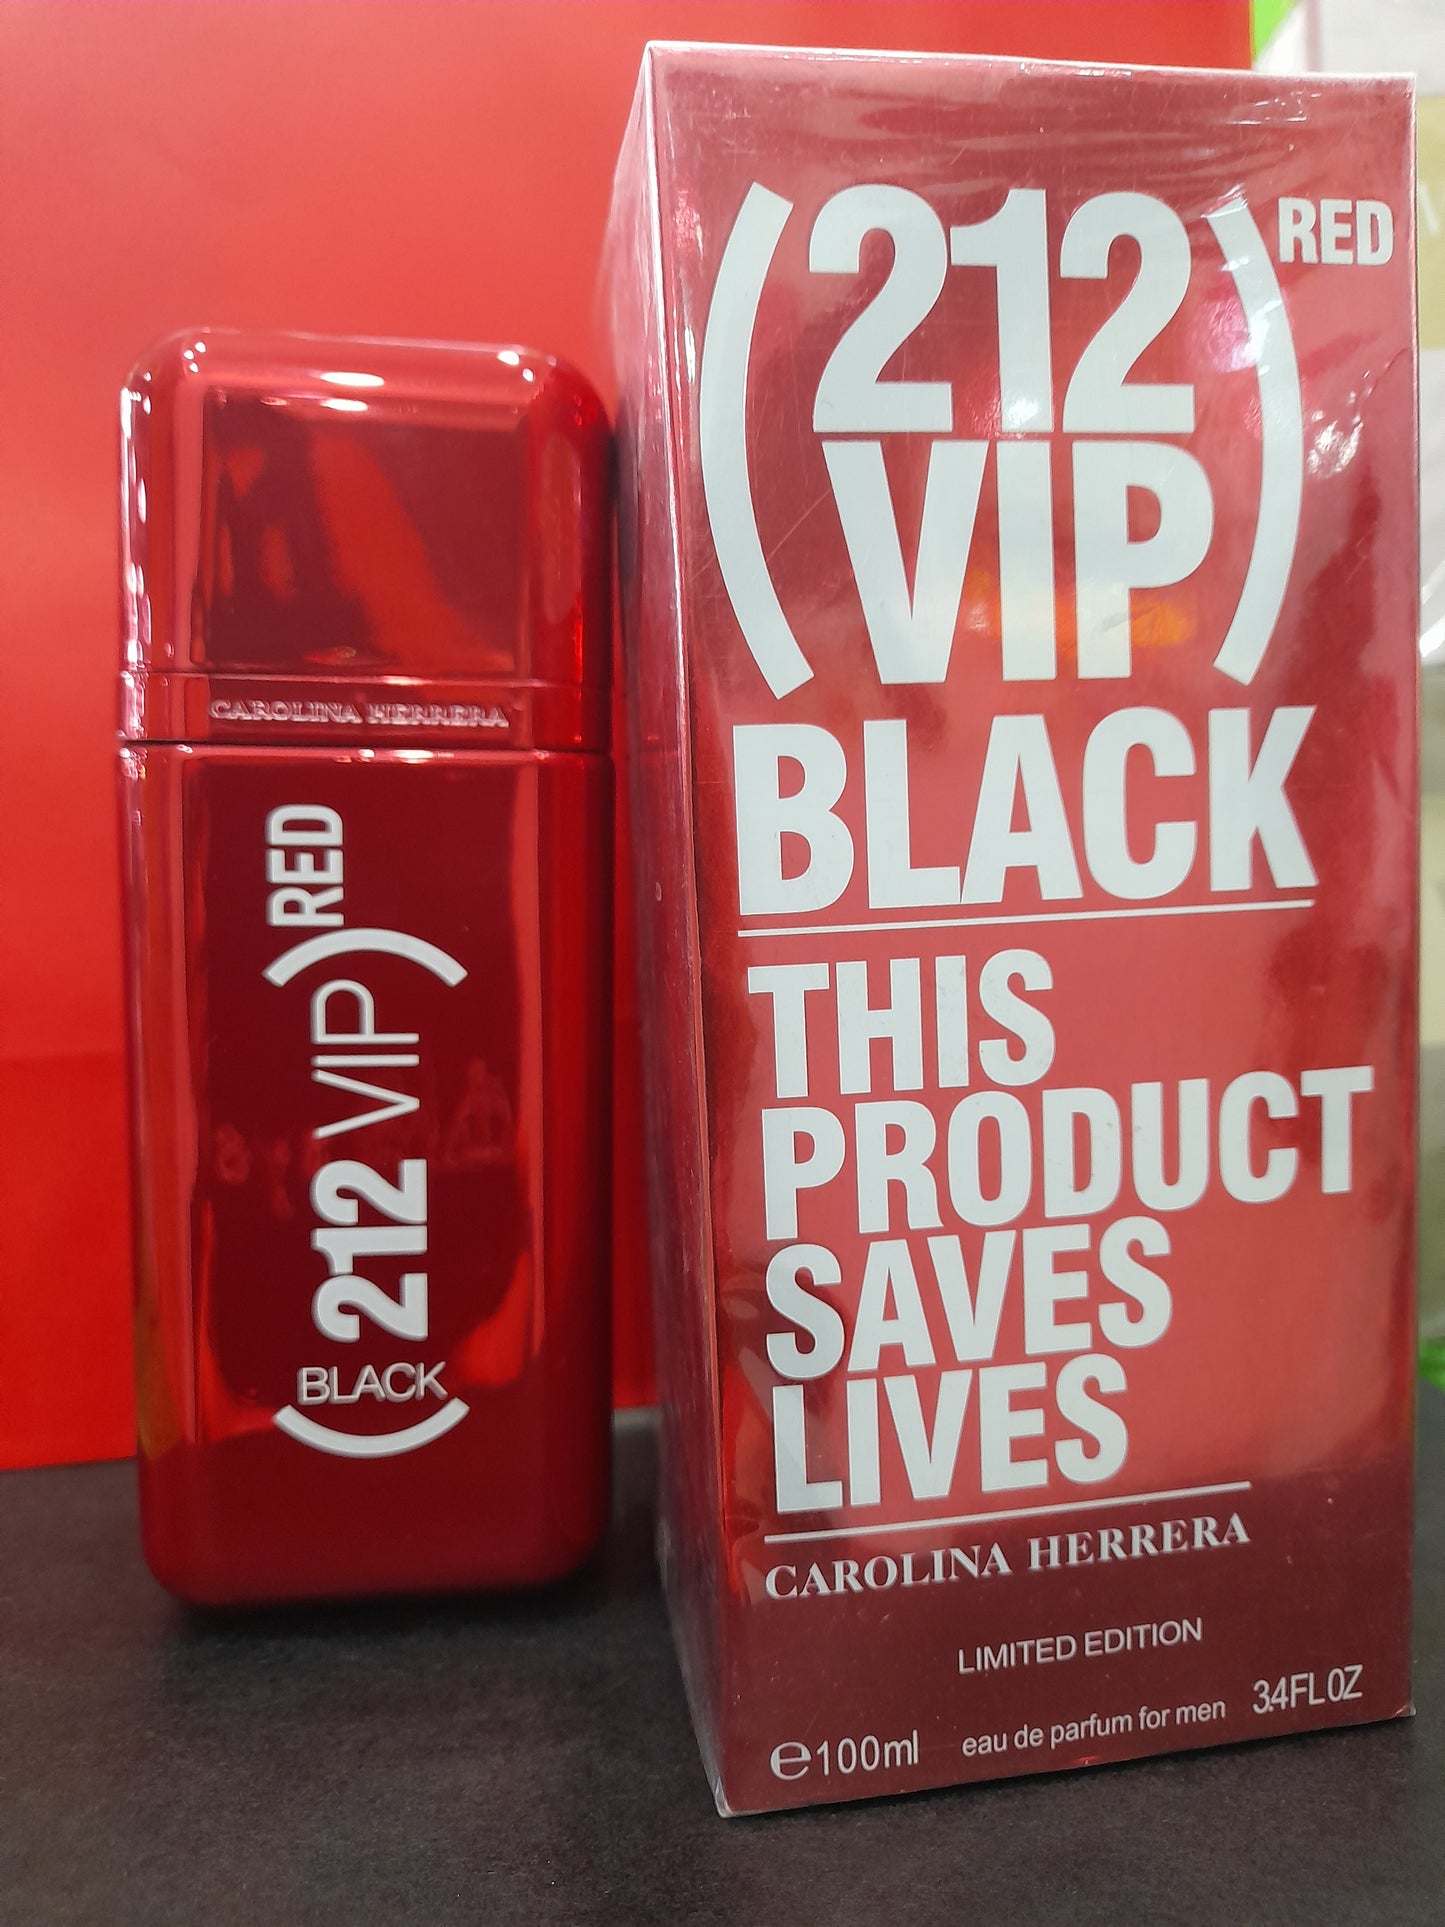 CAROLINA HERRERA
(BLACK 212 VIP) RED
(212 VIP) RED
BLACK
THIS
PRODUCT
SAVES
LIVES
CAROLINA HERRERA
LIMITED EDITION
e100ml eau de parfum for men 3.4FL OZ